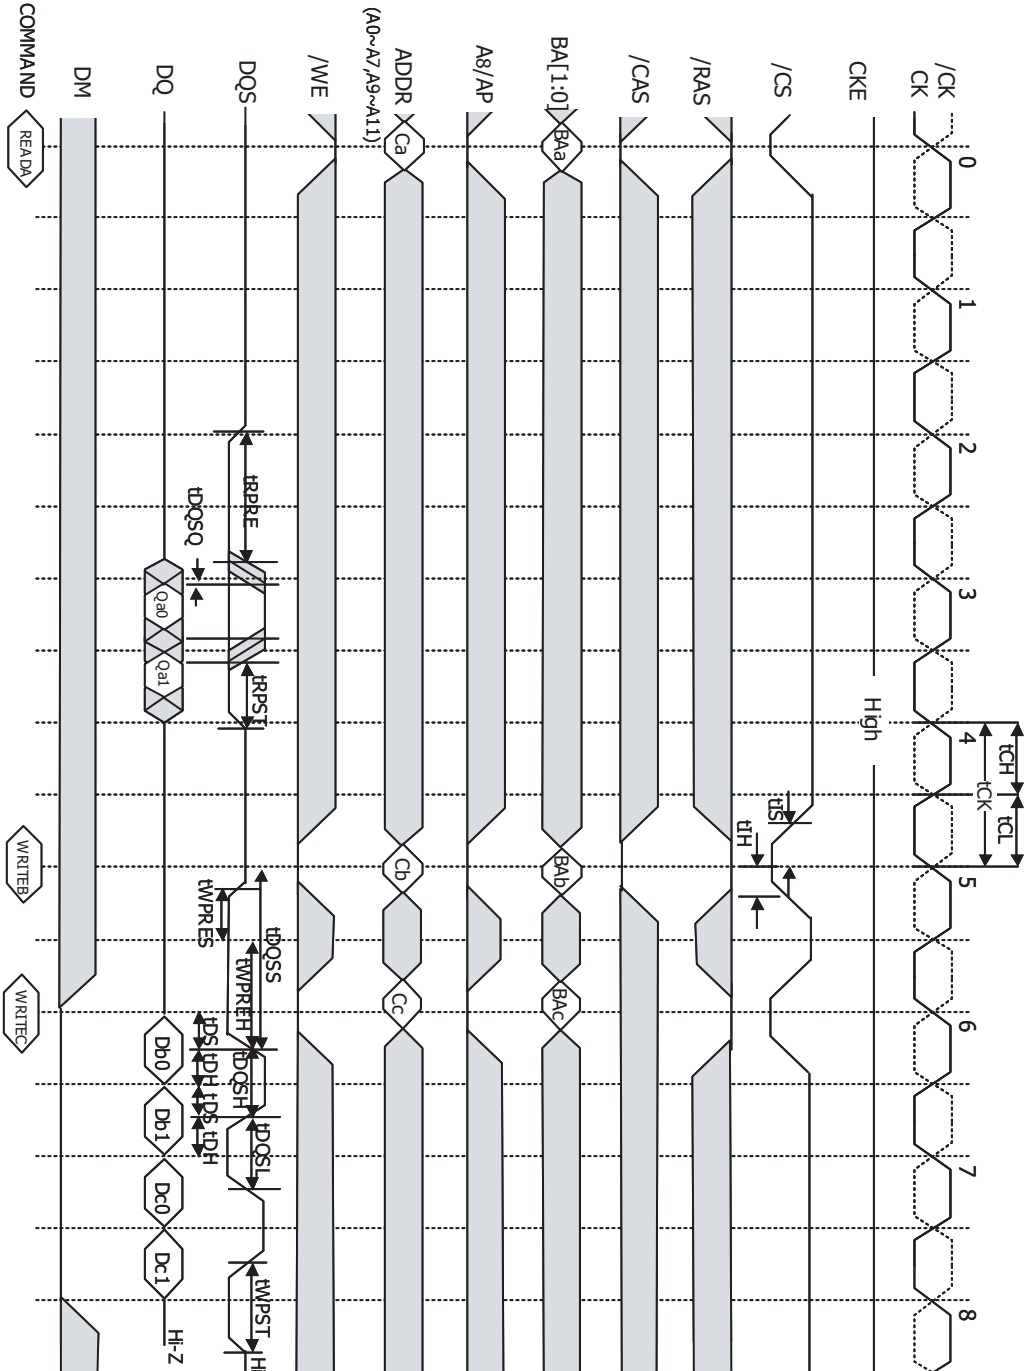 0 1 2 3 4 5 6 7 8
tCH tCL
tCK
/CK
CK
CKE High
/CS tIS
tIH
/RAS
/CAS
BA[1:0] BAa BAb BAc
A8/AP
ADDR Ca Cb Cc
(A0~A7,A9~A11)
/WE
DQS tRPRE tRPST tDQSS tWPREH tDQSH tDQSL tWPST Hi
tDQSQ tWPRES tDS tDH tDS tDH
DQ Qa0 Qa1 Db0 Db1 Dc0 Dc1 Hi-Z
DM
COMMAND READA WRITEB WRITEC